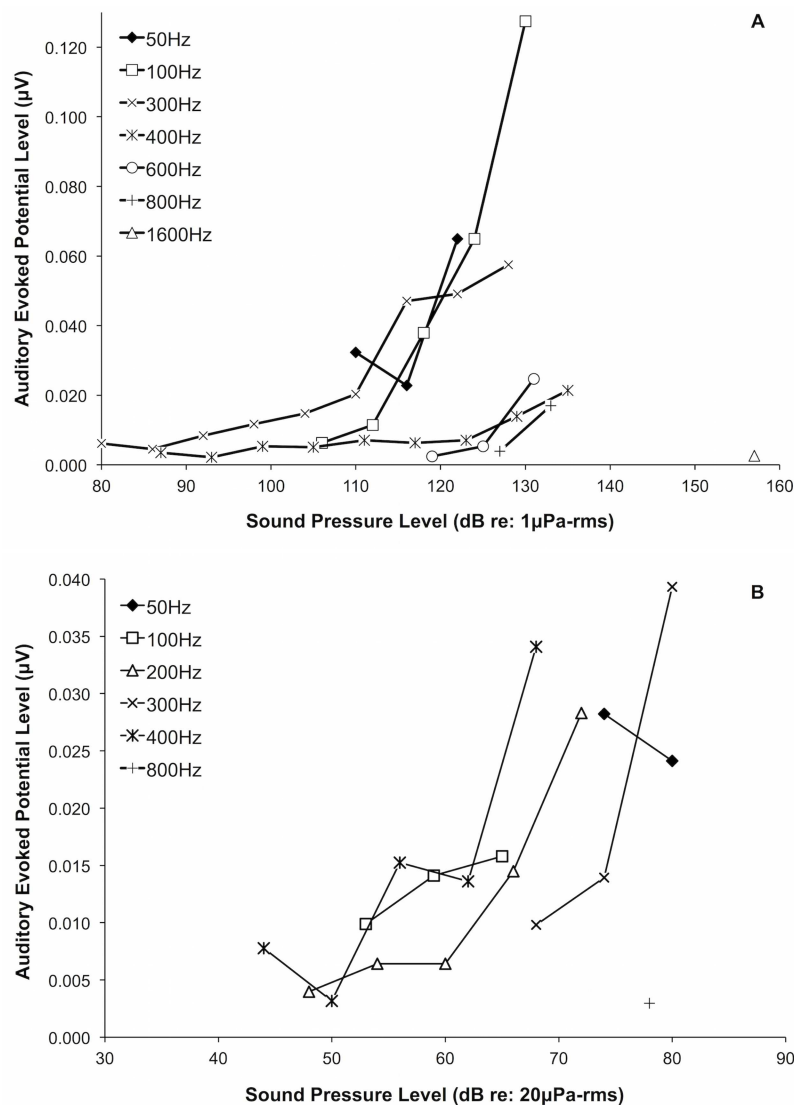 A
50Hz
100Hz
300Hz
400Hz
600Hz
800Hz
1600Hz
0.120
0.100
0.080
0.060
0.040
0.020
0.000
Auditory Evoked Potential Level (µV)
80 90 100 110 120 130 140 150 160
Sound Pressure Level (dB re: 1µPa-rms)
B
50Hz
100Hz
200Hz
300Hz
400Hz
800Hz
0.040
0.035
0.030
0.025
0.020
0.015
0.010
0.005
0.000
Auditory Evoked Potential Level (µV)
30 40 50 60 70 80 90
Sound Pressure Level (dB re: 20µPa-rms)